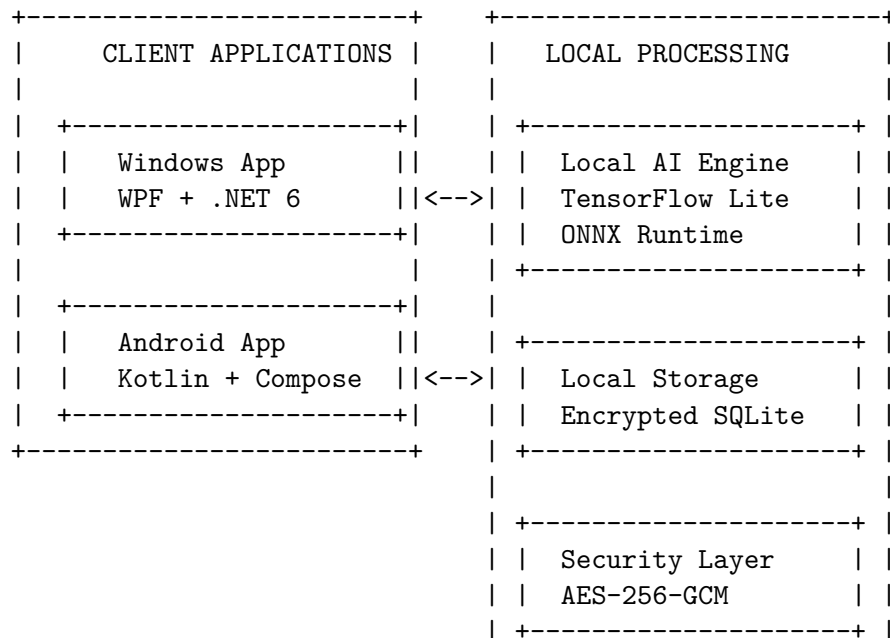 CLIENT APPLICATIONS
Windows App
WPF + .NET 6
Android App
Kotlin + Compose
<-->
<-->
LOCAL PROCESSING
Local AI Engine
TensorFlow Lite
ONNX Runtime
Local Storage
Encrypted SQLite
Security Layer
AES-256-GCM